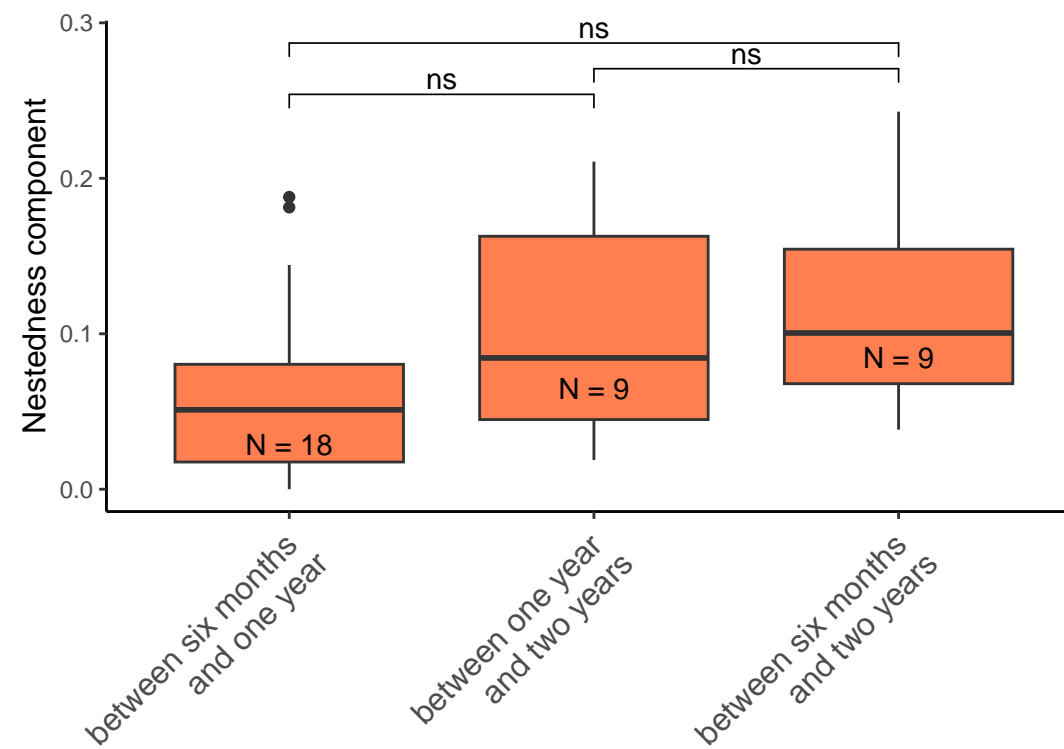 Nestedness component
0.3
0.2
0.1
0.0
ns
ns
ns
N = 18
N = 9
N = 9
between six months
and one year
between one year
and two years
between six months
and two years